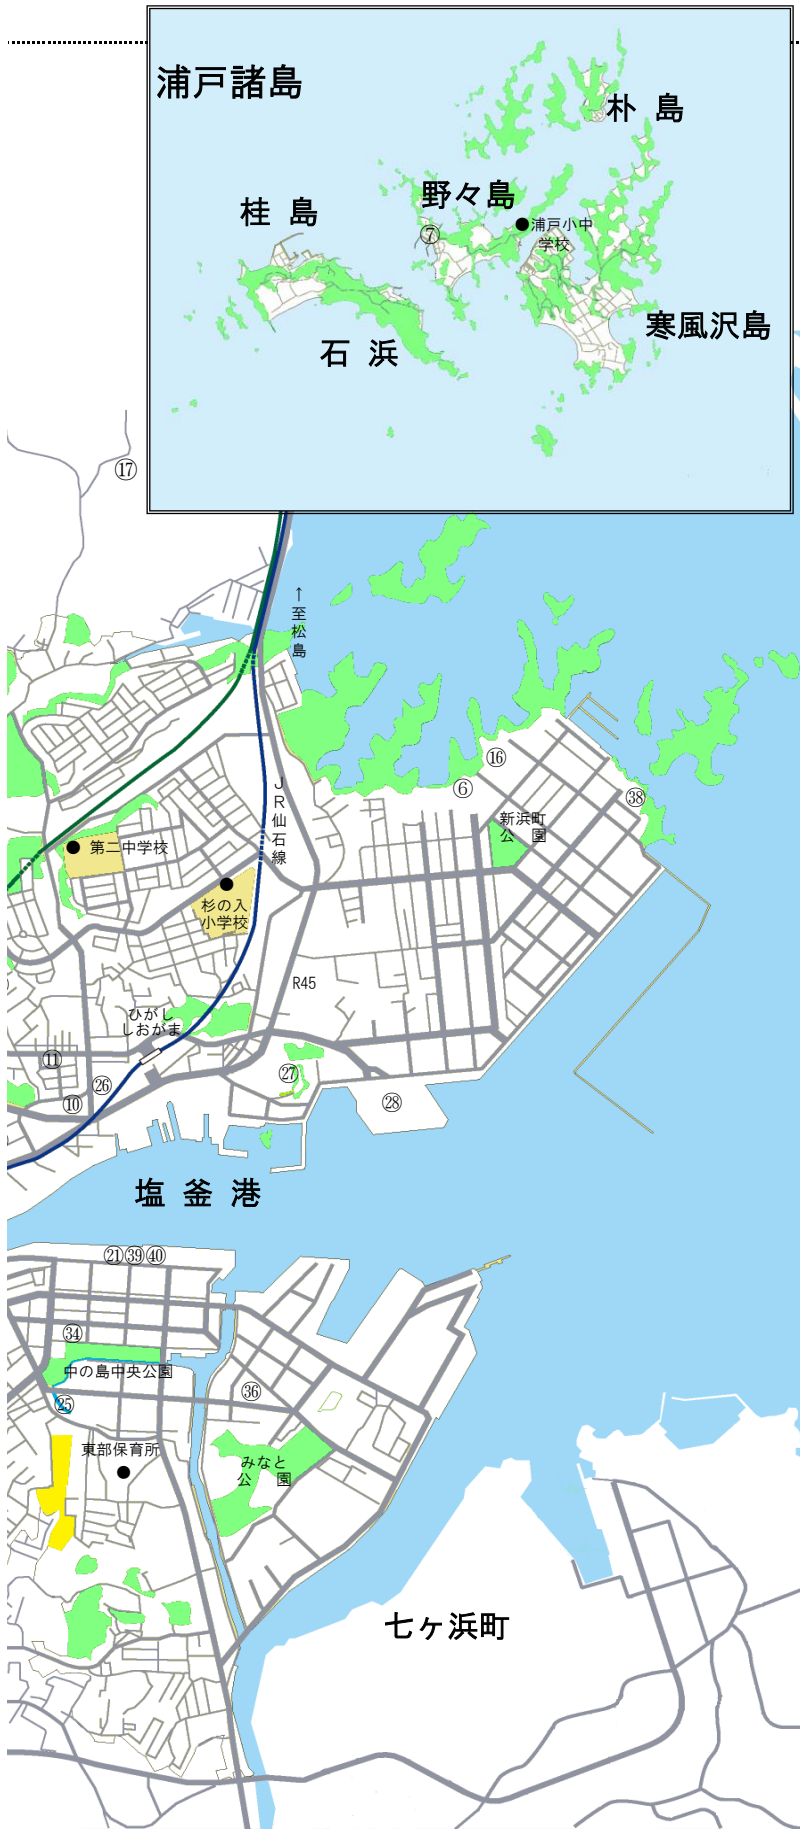 浦戸諸島
朴 島
野々島
桂 島
⑦
浦戸小中
学校
寒風沢島
石 浜
⑰
↑至松島
⑯
⑥
JR仙石線
㊳
新浜町
公 園
第二中学校
杉の入
小学校
R45
ひがし
しおがま
⑪
㉗
㉖
⑩
㉘
塩 釜 港
㉑㊴㊵
㉞
中の島中央公園
㊱
㉕
東部保育所
みなと
公 園
七ヶ浜町